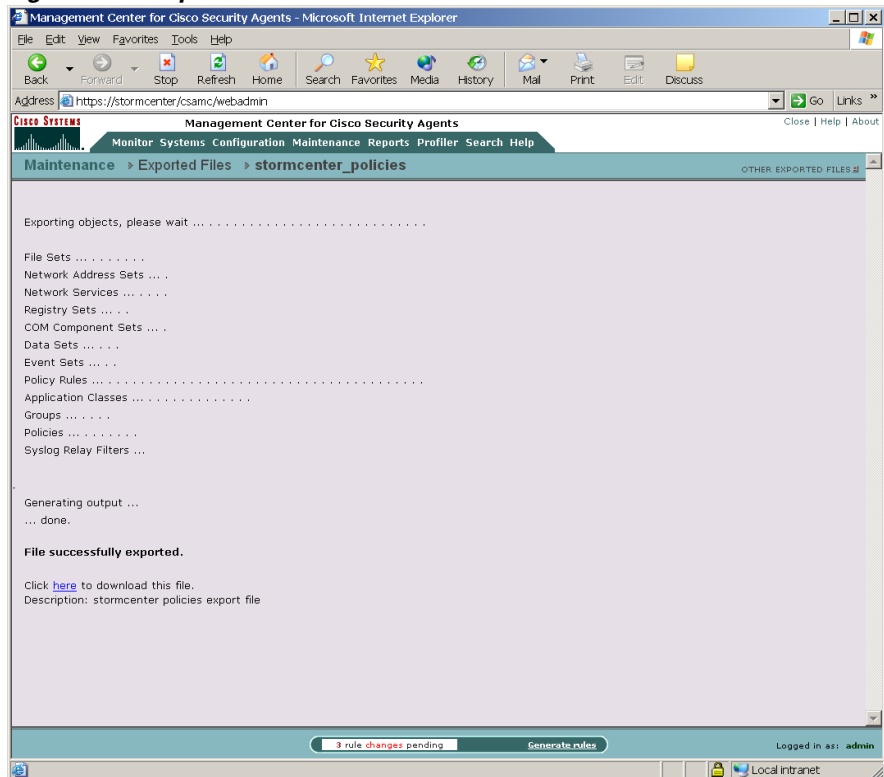 Management Center for Cisco Security Agents - Microsoft Internet Explorer
File Edit View Favorites Tools Help
Back Forward Stop Refresh Home Search Favorites Media History Mail Print Edit Discuss
Address https://stormcenter/csamc/webadmin Go Links »
CISCO SYSTEMS Management Center for Cisco Security Agents Close | Help | About
Monitor Systems Configuration Maintenance Reports Profiler Search Help
Maintenance > Exported Files > stormcenter_policies OTHER EXPORTED FILES
Exporting objects, please wait ... . . . . . . . . . . . . . . . . . . . . . . . . . . .
File Sets ... . . . . . . .
Network Address Sets ... .
Network Services ... . . . .
Registry Sets ... . .
COM Component Sets ... .
Data Sets ... . . .
Event Sets ... . .
Policy Rules ... . . . . . . . . . . . . . . . . . . . . . . . . . . . . . . . . . . . . . . . .
Application Classes ... . . . . . . . . . . . . .
Groups ... . . . .
Policies ... . . . . . . .
Syslog Relay Filters ...
.
Generating output ...
... done.
File successfully exported.
Click here to download this file.
Description: stormcenter policies export file
3 rule changes pending Generate rules Logged in as: admin
Local intranet